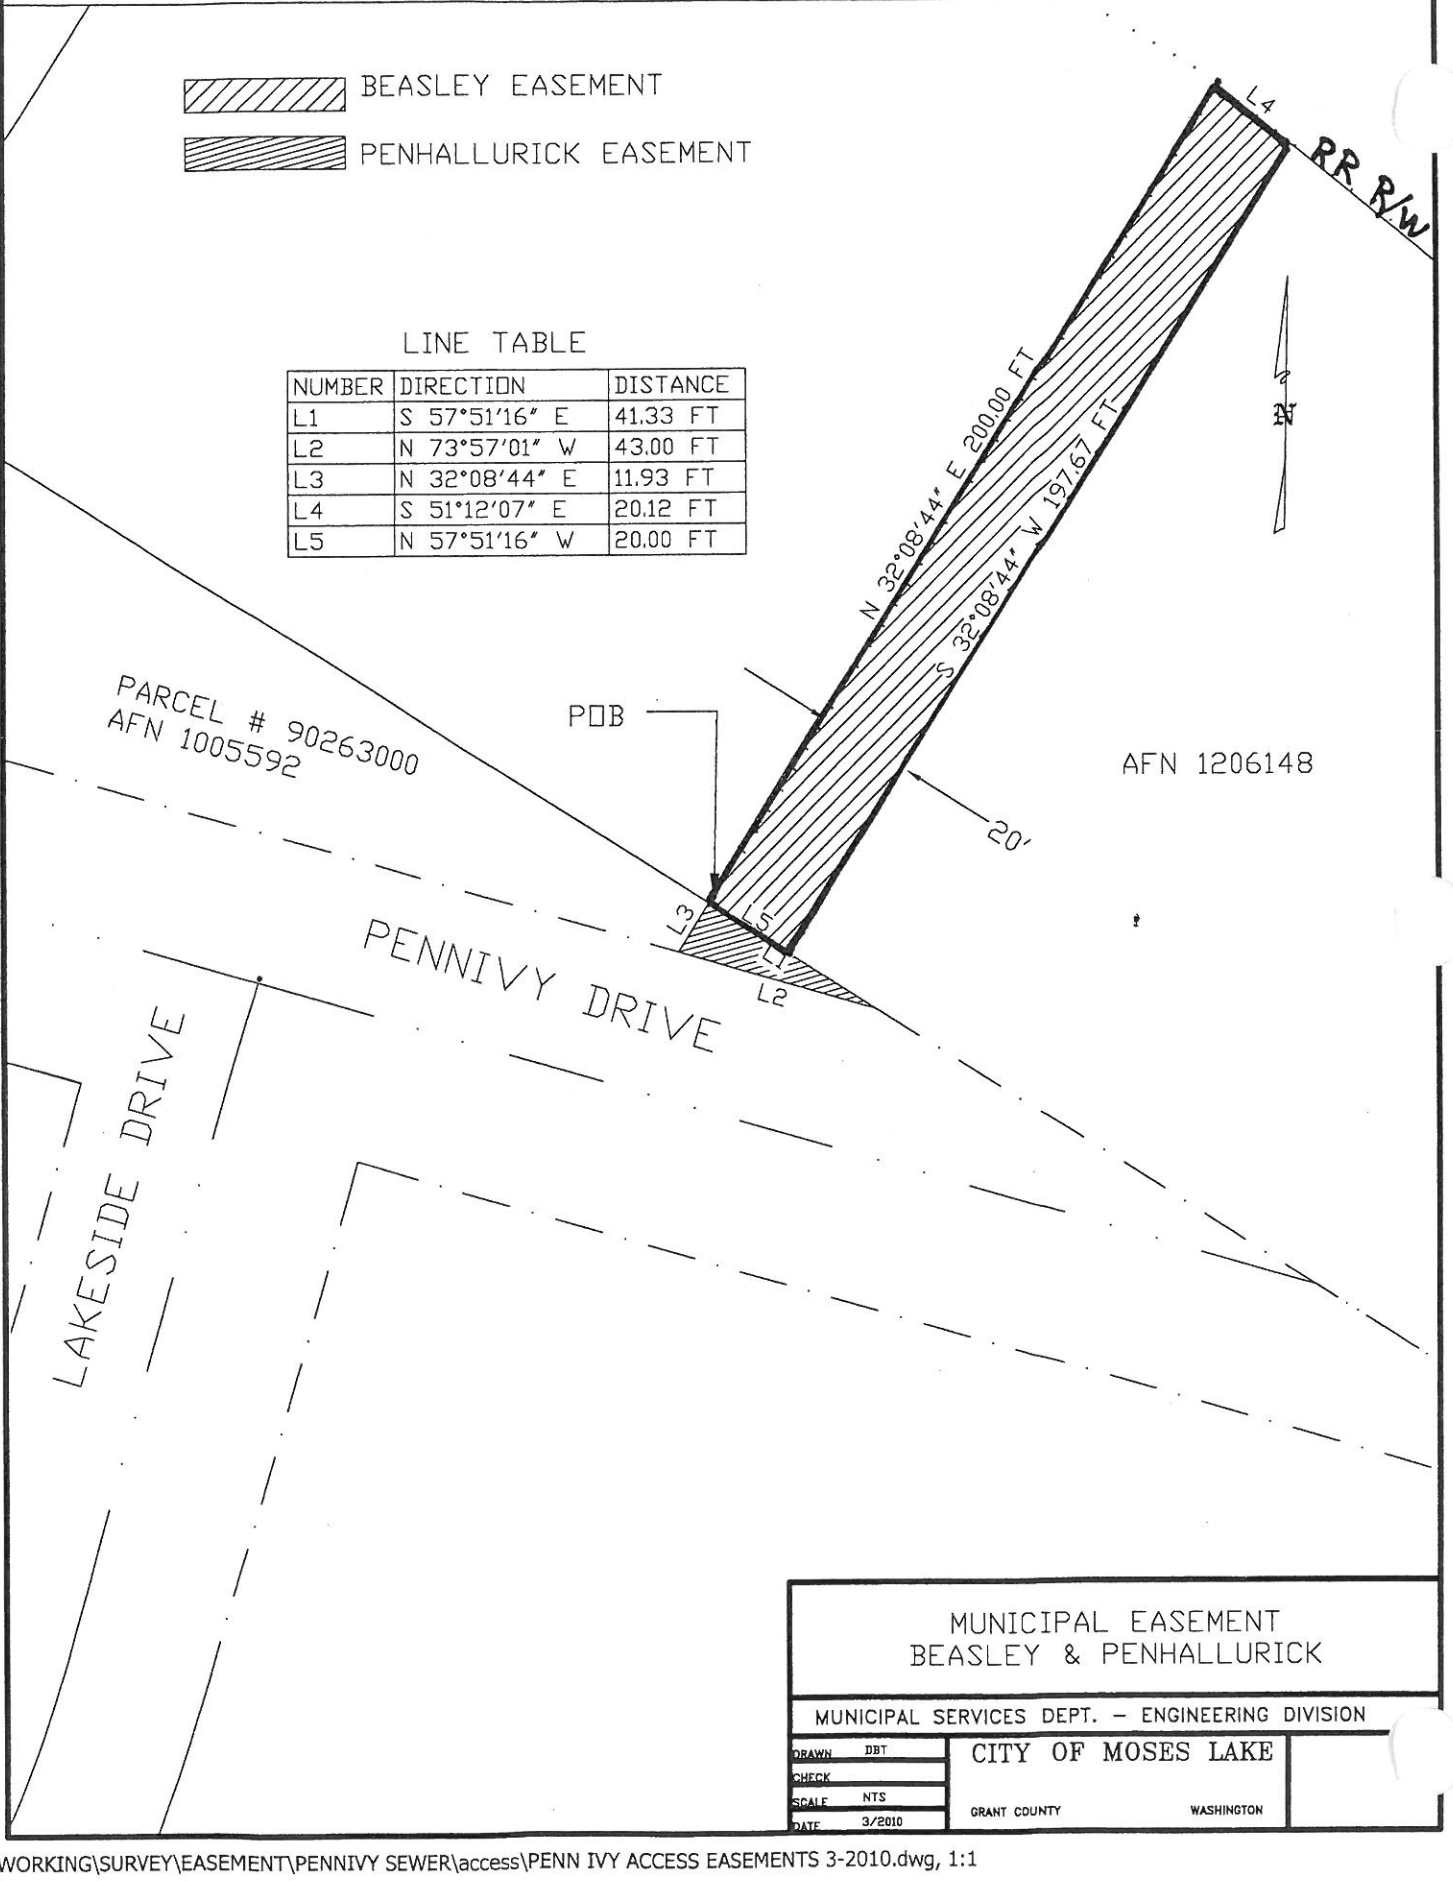 BEASLEY EASEMENT
PENHALLURICK EASEMENT
L4
RR R/W
LINE TABLE
NUMBER DIRECTION DISTANCE
L1 S 57°51'16" E 41.33 FT
L2 N 73°57'01" W 43.00 FT
L3 N 32°08'44" E 11.93 FT
L4 S 51°12'07" E 20.12 FT
L5 N 57°51'16" W 20.00 FT
N
N 32°08'44" E 200.00 FT
S 32°08'44" W 197.67 FT
PARCEL # 90263000
AFN 1005592
POB
AFN 1206148
20'
L3
L5
L1
L2
PENNIVY DRIVE
LAKESIDE DRIVE
MUNICIPAL EASEMENT
BEASLEY & PENHALLURICK
MUNICIPAL SERVICES DEPT. - ENGINEERING DIVISION
DRAWN DBT
CHECK
SCALE NTS
DATE 3/2010
CITY OF MOSES LAKE
GRANT COUNTY WASHINGTON
WORKING\SURVEY\EASEMENT\PENNIVY SEWER\access\PENN IVY ACCESS EASEMENTS 3-2010.dwg, 1:1